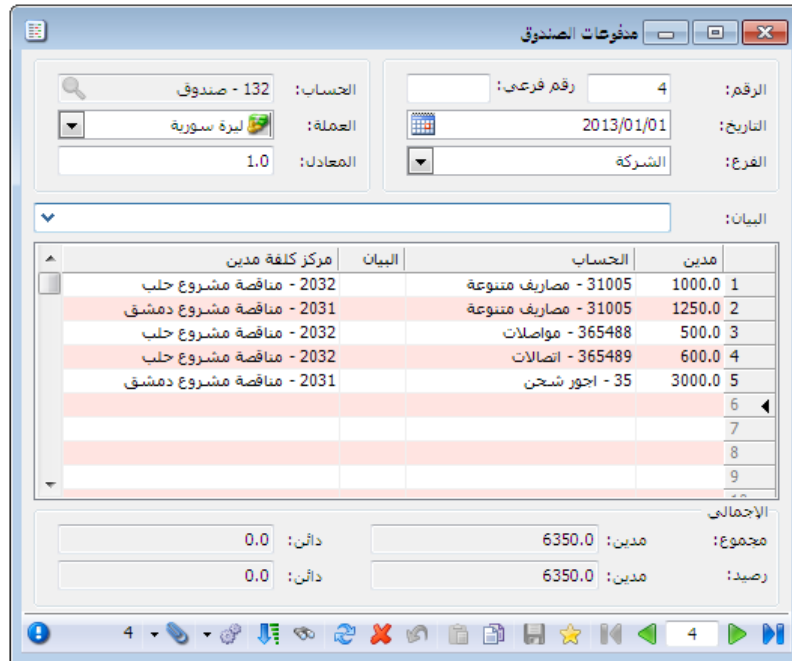 مدفوعات الصندوق
الرقم: 4 رقم فرعي: الحساب: 132 - صندوق
التاريخ: 2013/01/01 العملة: ليرة سورية
الفرع: الشركة المعادل: 1.0
البيان:
مدين الحساب البيان مركز كلفة مدين
1 1000.0 31005 - مصاريف متنوعة 2032 - مناقصة مشروع حلب
2 1250.0 31005 - مصاريف متنوعة 2031 - مناقصة مشروع دمشق
3 500.0 365488 - مواصلات 2032 - مناقصة مشروع حلب
4 600.0 365489 - اتصالات 2032 - مناقصة مشروع حلب
5 3000.0 35 - اجور شحن 2031 - مناقصة مشروع دمشق
6
7
8
9
الإجمالي
مجموع: مدين: 6350.0 دائن: 0.0
رصيد: مدين: 6350.0 دائن: 0.0
4 4